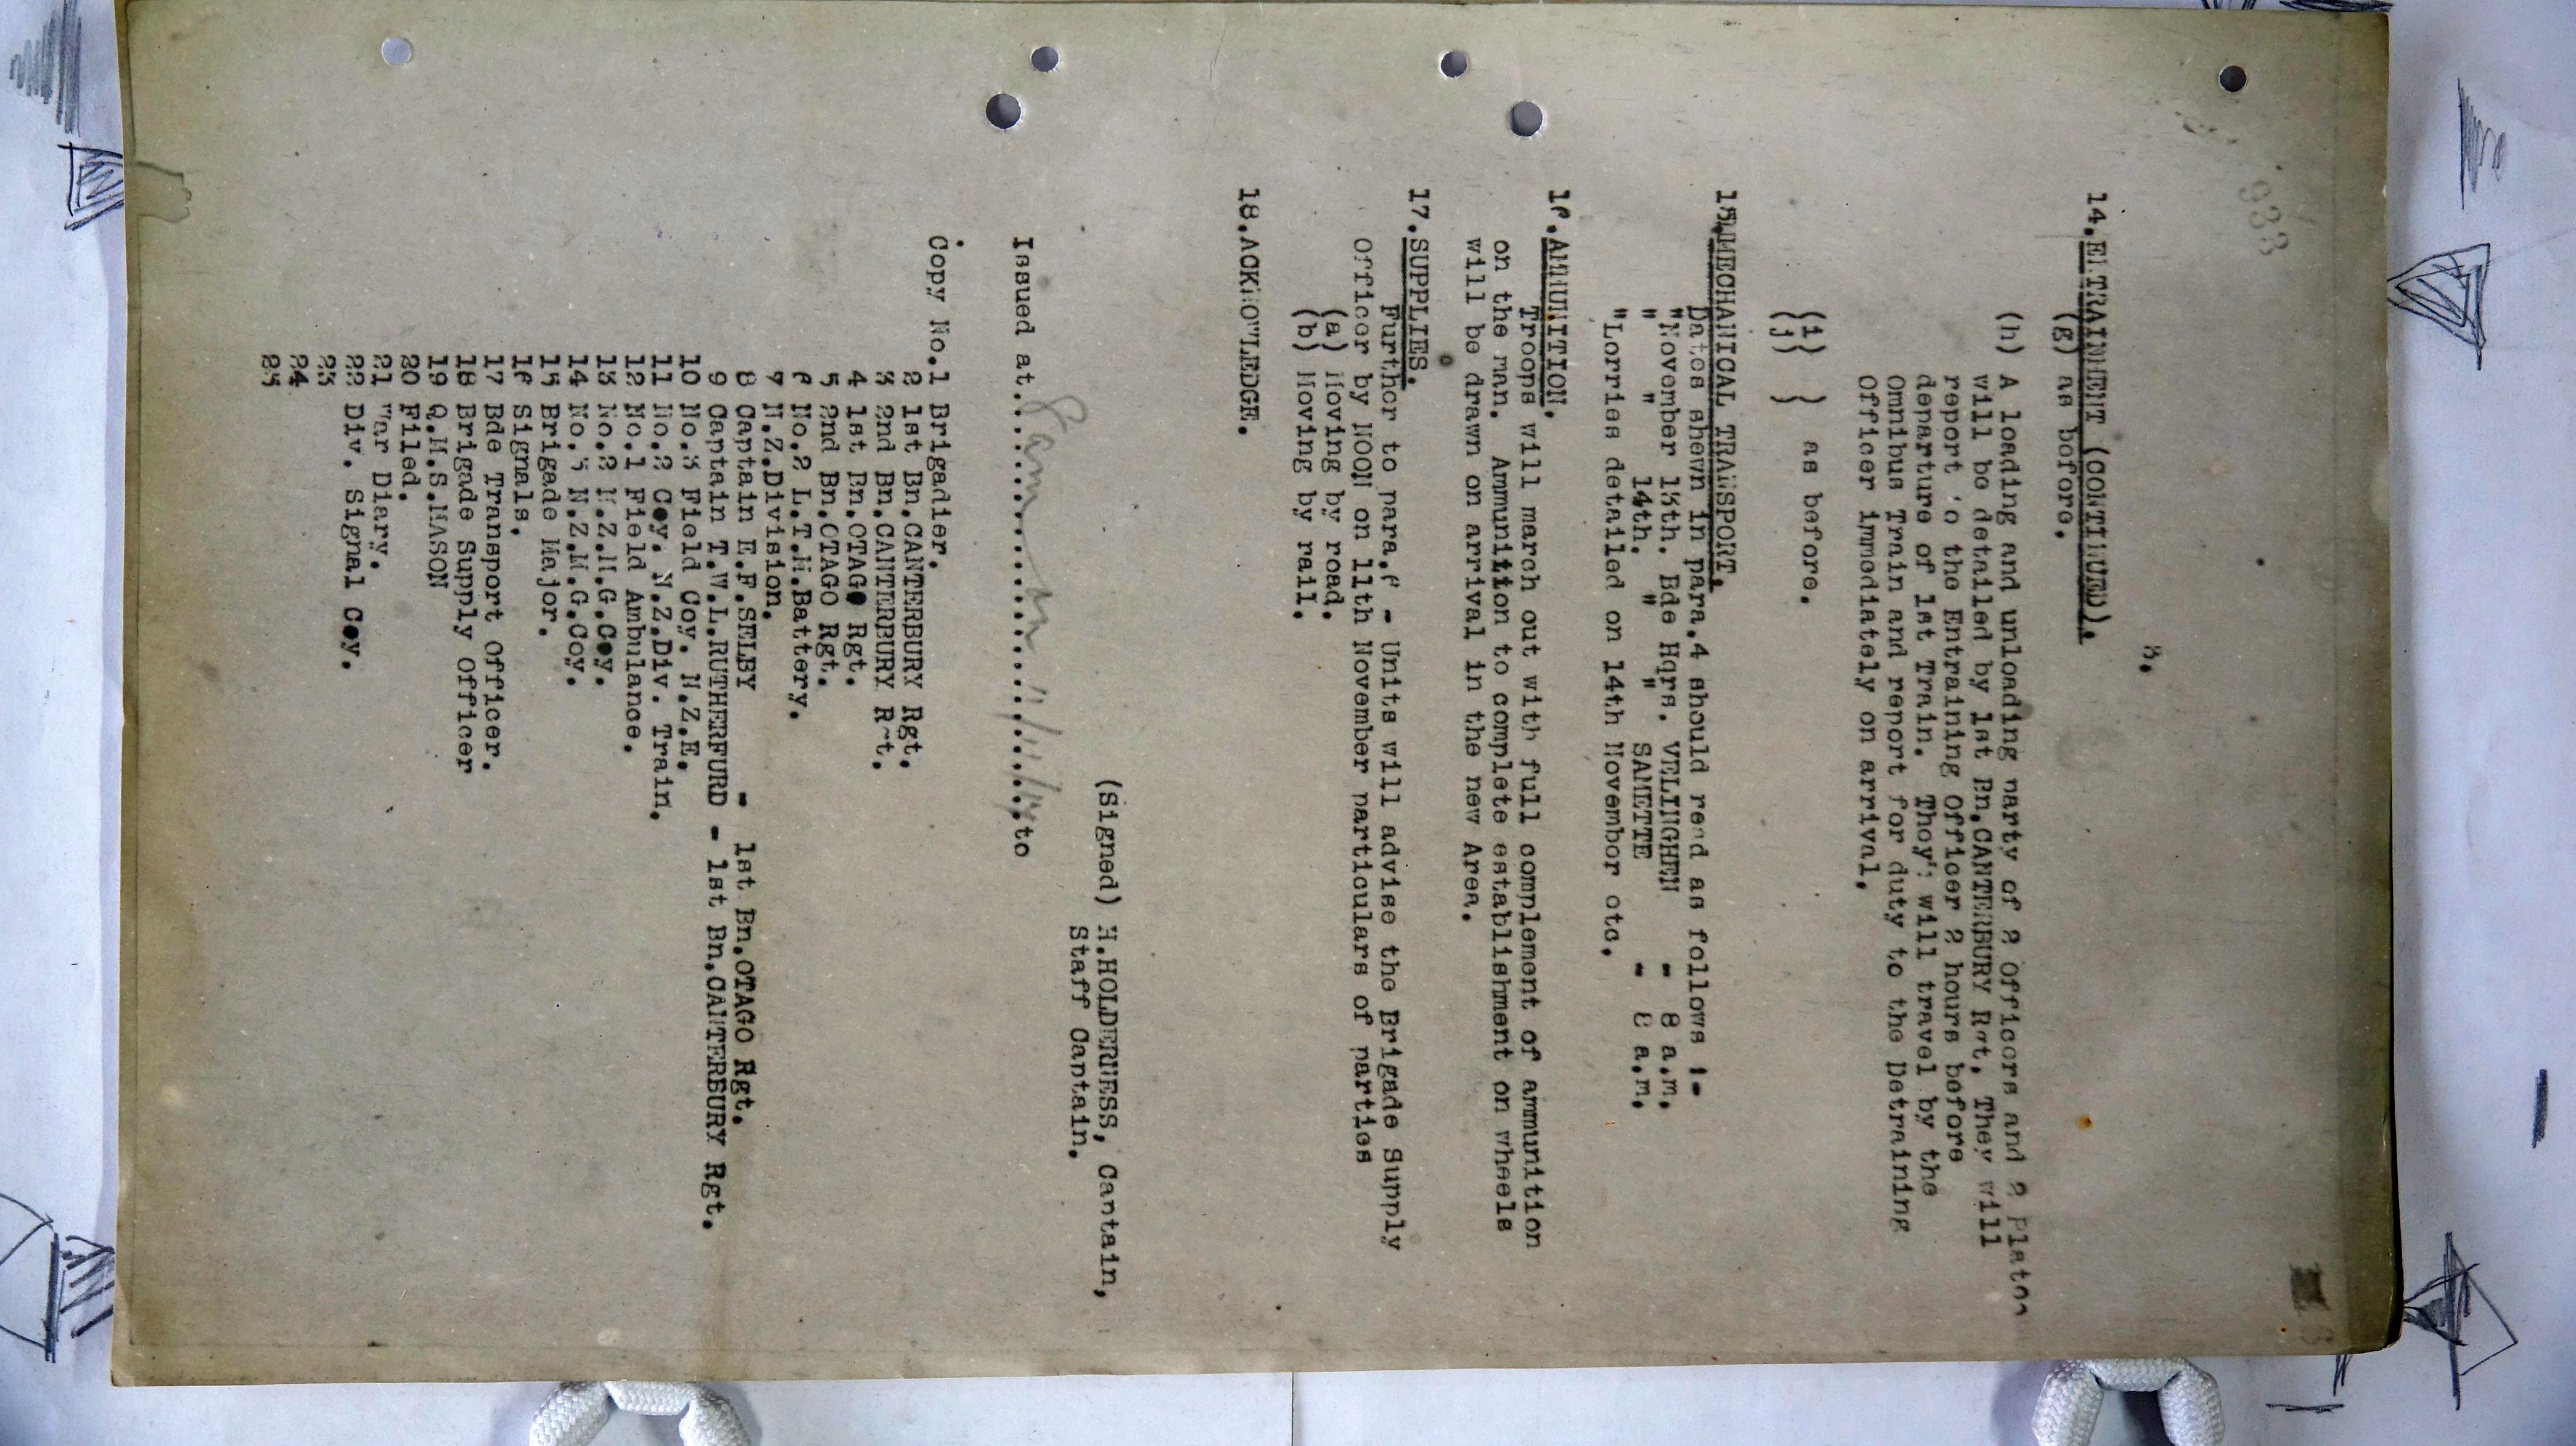 933
3.
14. ENTRAINMENT (CONTINUED).
(g) as before.
(h) A loading and unloading party of 2 Officers and 2 Platoo
will be detailed by 1st Bn.CANTERBURY Rgt. They will
report to the Entraining Officer 2 hours before
departure of 1st Train. They will travel by the
Omnibus Train and report for duty to the Detraining
Officer immediately on arrival.
(i) )
(j) ) as before.
15. MECHANICAL TRANSPORT.
Dates shewn in para.4 should read as follows :-
"November 13th. Bde Hqrs. VELINGHEN - 8 a.m.
" 14th. " " SAMETTE - 8 a.m.
"Lorries detailed on 14th November etc.
16. AMMUNITION.
Troops will march out with full complement of ammunition
on the man. Ammunition to complete establishment on wheels
will be drawn on arrival in the new Area.
17. SUPPLIES.
Further to para.6 - Units will advise the Brigade Supply
Officer by NOON on 11th November particulars of parties
(a) Moving by road.
(b) Moving by rail.
18. ACKNOWLEDGE.
(Signed) H.HOLDERNESS, Captain,
Staff Captain.
Issued at.......... 11/11/ ....to
Copy No.1 Brigadier.
2 1st Bn.CANTERBURY Rgt.
3 2nd Bn.CANTERBURY Rgt.
4 1st Bn.OTAGO Rgt.
5 2nd Bn.OTAGO Rgt.
6 No.2 L.T.M.Battery.
7 N.Z.Division.
8 Captain E.F.SELBY - 1st Bn.OTAGO Rgt.
9 Captain T.W.L.RUTHERFURD - 1st Bn.CANTERBURY Rgt.
10 No.3 Field Coy. N.Z.E.
11 No.2 Coy. N.Z.Div. Train.
12 No.1 Field Ambulance.
13 No.2 N.Z.M.G.Coy.
14 No.5 N.Z.M.G.Coy.
15 Brigade Major.
16 Signals.
17 Bde Transport Officer.
18 Brigade Supply Officer
19 Q.M.S.MASON
20 Filed.
21 War Diary.
22 Div. Signal Coy.
23
24
25